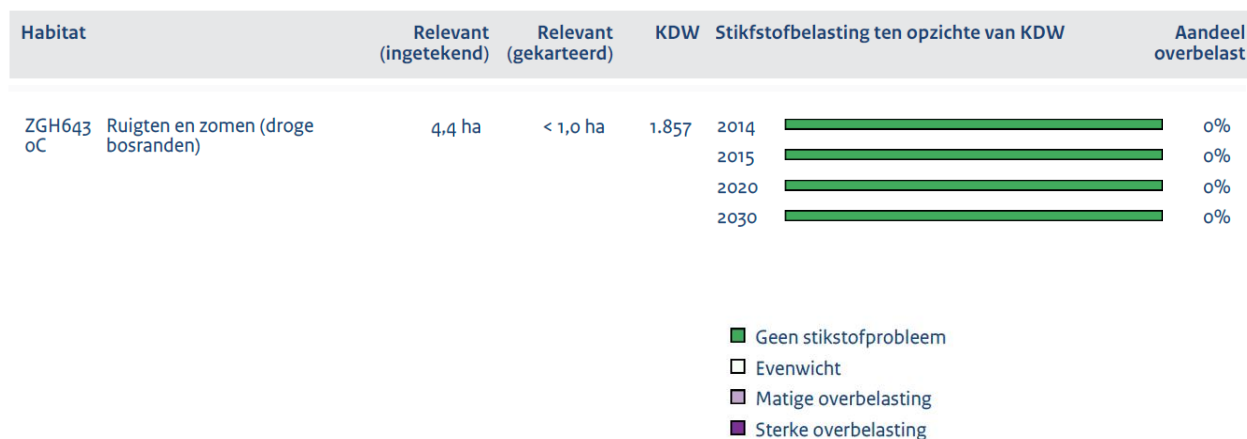 Habitat Relevant (ingetekend) Relevant (gekarteerd) KDW Stikfstofbelasting ten opzichte van KDW Aandeel overbelast
ZGH643 Ruigten en zomen (droge 4,4 ha < 1,0 ha 1.857 2014 0%
0C bosranden)
2015 0%
2020 0%
2030 0%
Geen stikstofprobleem
Evenwicht
Matige overbelasting
Sterke overbelasting